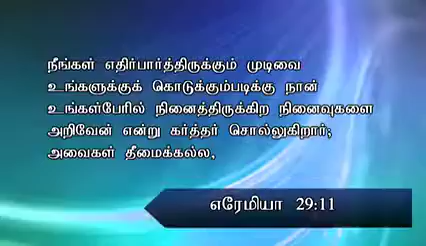 நீங்கள் எதிர்பார்த்திருக்கும் முடிவை
உங்களுக்குக் கொடுக்கும்படிக்கு நான்
உங்கள்பேரில் நினைத்திருக்கிற நினைவுகளை
அறிவேன் என்று கர்த்தர் சொல்லுகிறார்;
அவைகள் தீமைக்கல்ல,
எரேமியா 29:11